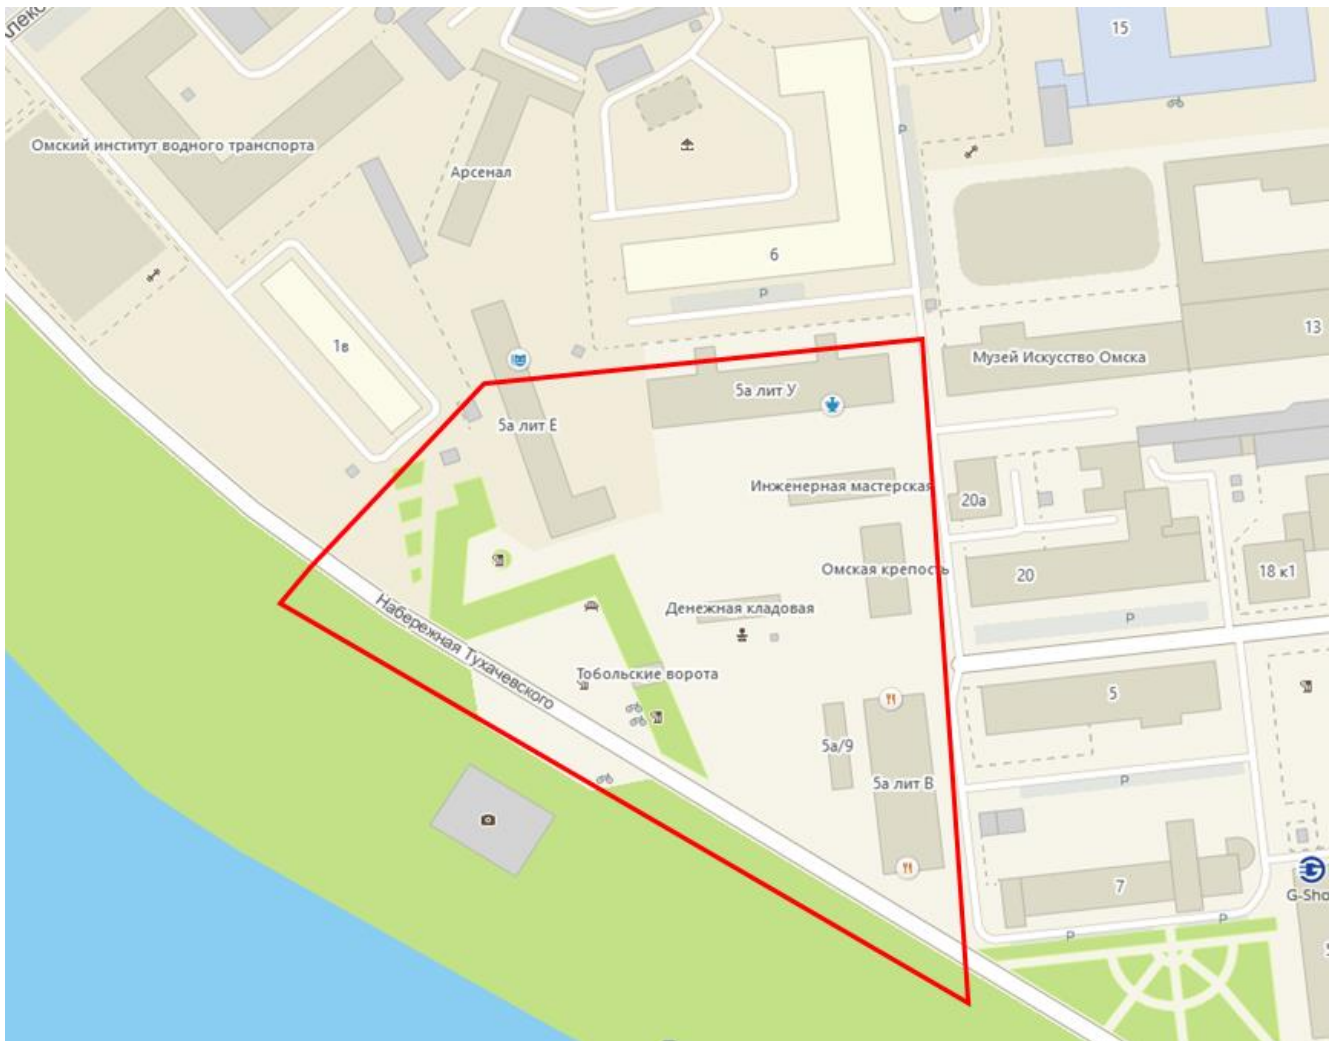 15
Омский институт водного транспорта
Арсенал
P
6
P
1в
13
Музей Искусство Омска
5а лит У
5а лит Е
Инженерная мастерская
20а
Омская крепость
20
18 к1
Денежная кладовая
P
Набережная Тухачевского
Тобольские ворота
5
5а/9
5а лит В
P
7
G-Sho
P
P